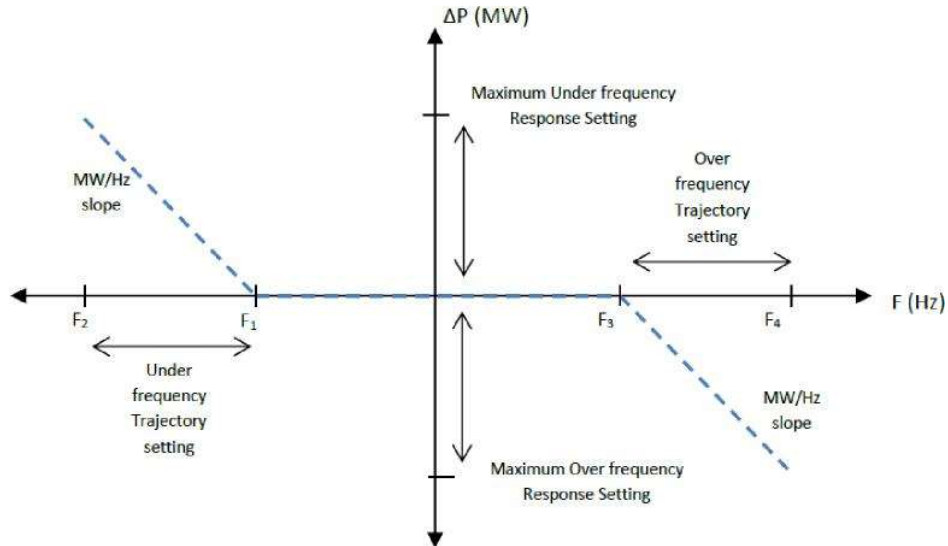 ΔP (MW)
Maximum Under frequency
Response Setting
Over
frequency
Trajectory
setting
MW/Hz
slope
F2
F1
F3
F4
F (Hz)
Under
frequency
Trajectory
setting
MW/Hz
slope
Maximum Over frequency
Response Setting